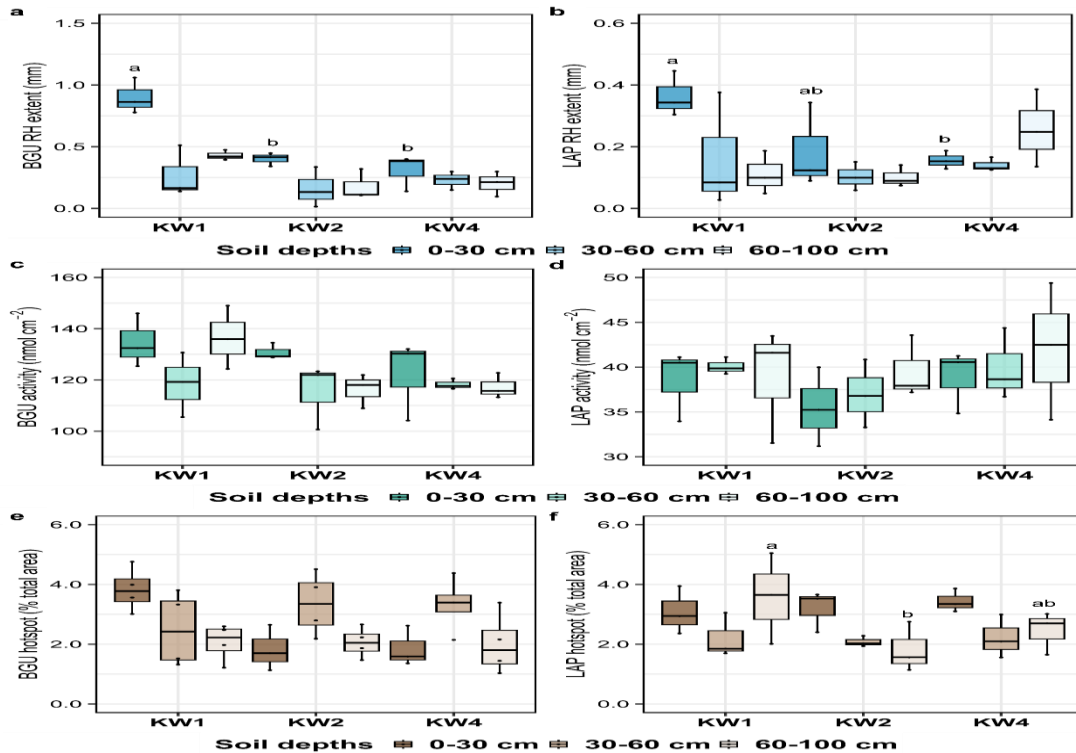 a
BGU RH extent (mm)
1.5
1.0
0.5
0.0
a
b
b
KW1 KW2 KW4
b
LAP RH extent (mm)
0.6
0.4
0.2
0.0
a
ab
b
KW1 KW2 KW4
Soil depths 0-30 cm 30-60 cm 60-100 cm
c
BGU activity (nmol cm⁻²)
160
140
120
100
KW1 KW2 KW4
d
LAP activity (nmol cm⁻²)
50
45
40
35
30
KW1 KW2 KW4
Soil depths 0-30 cm 30-60 cm 60-100 cm
e
BGU hotspot (% total area)
6.0
4.0
2.0
0.0
KW1 KW2 KW4
f
LAP hotspot (% total area)
6.0
4.0
2.0
0.0
a
b
ab
KW1 KW2 KW4
Soil depths 0-30 cm 30-60 cm 60-100 cm